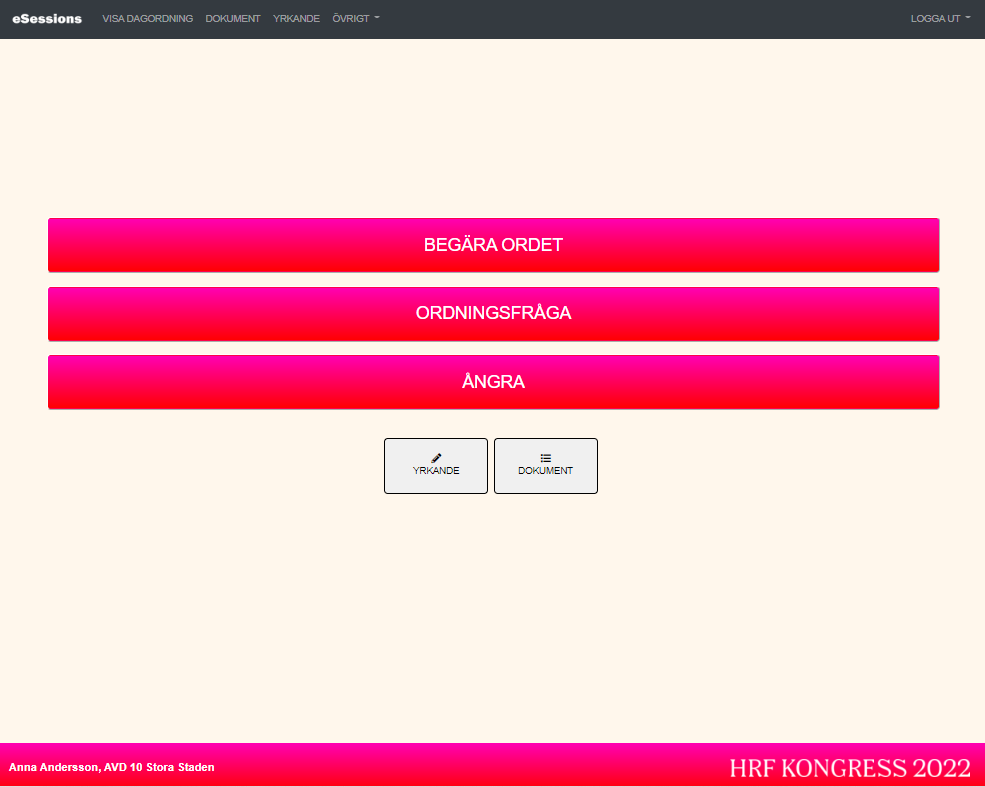 eSessions VISA DAGORDNING DOKUMENT YRKANDE ÖVRIGT LOGGA UT
BEGÄRA ORDET
ORDNINGSFRÅGA
ÅNGRA
YRKANDE DOKUMENT
Anna Andersson, AVD 10 Stora Staden HRF KONGRESS 2022